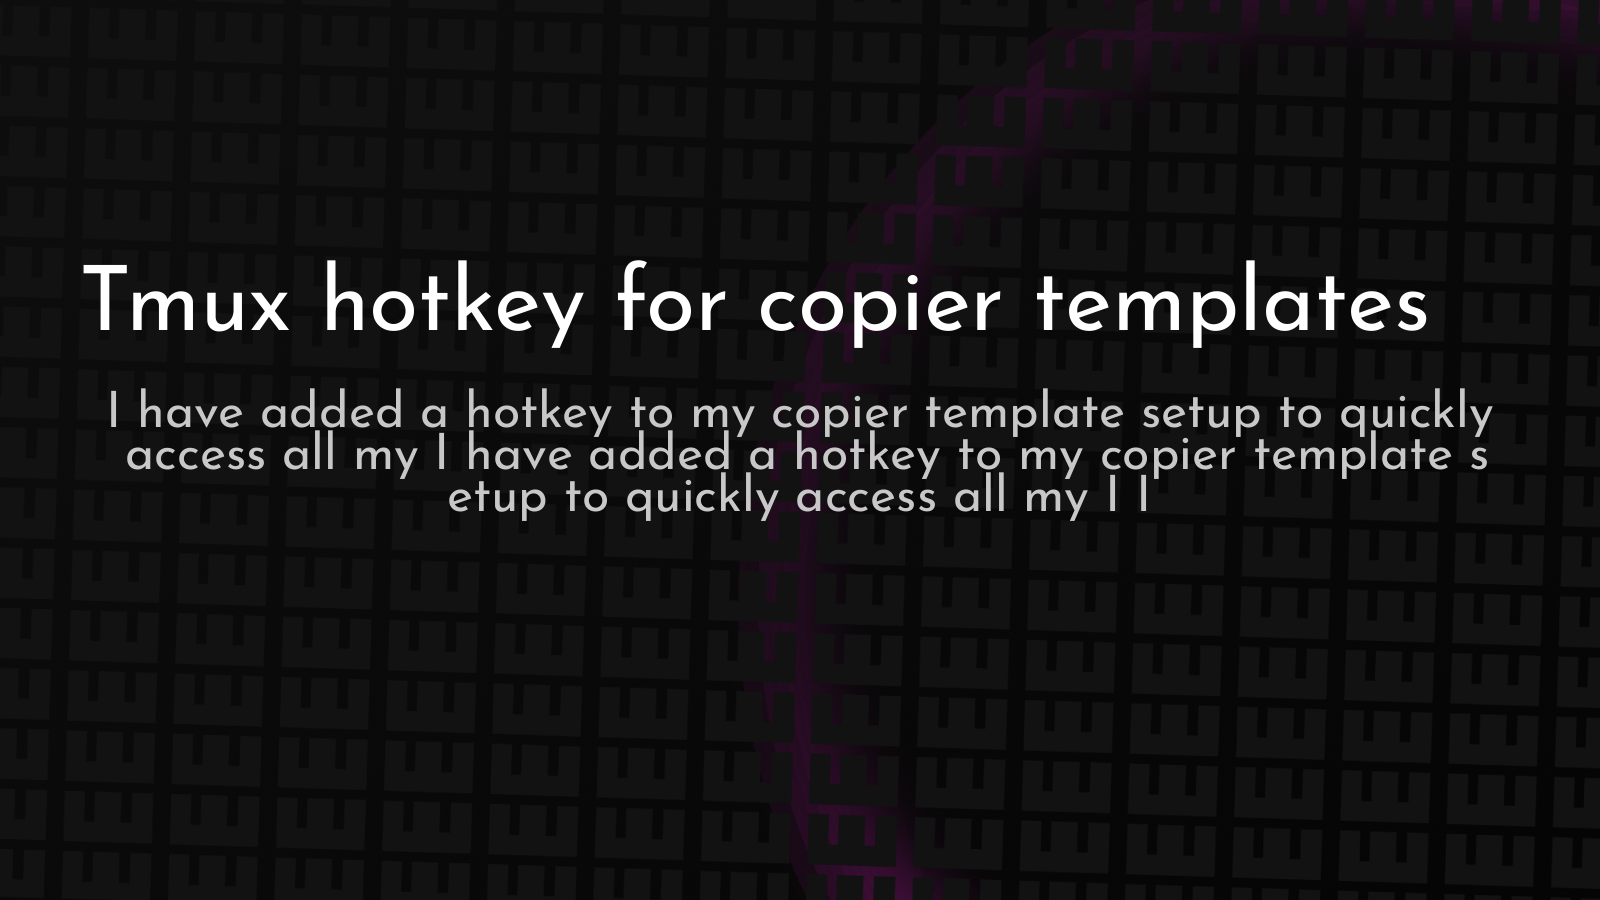 Tmux hotkey for copier templates
I have added a hotkey to my copier template setup to quickly
access all my I have added a hotkey to my copier template s
etup to quickly access all my I I